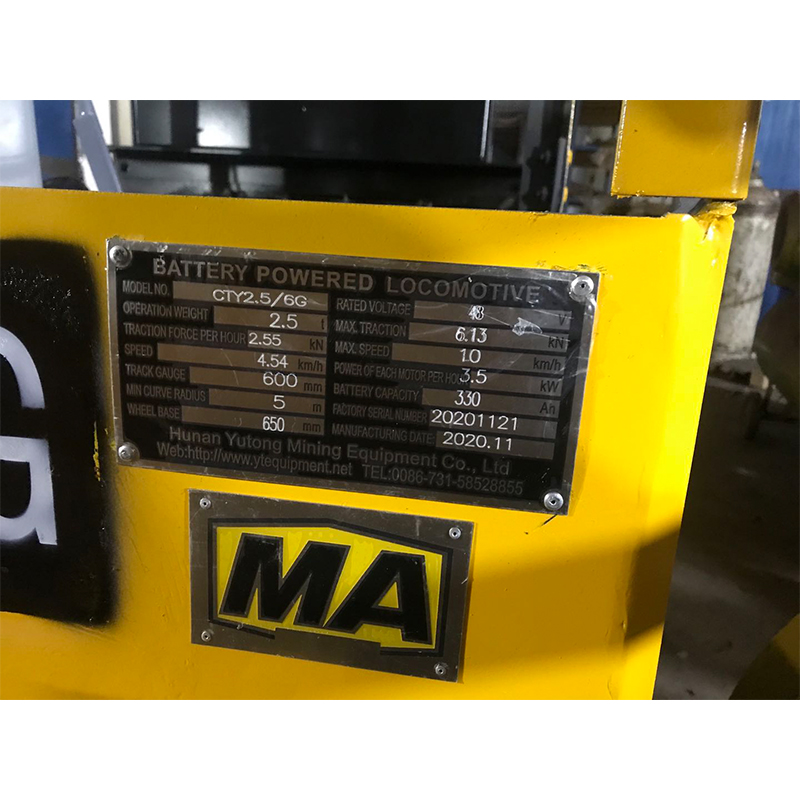 BATTERY POWERED LOCOMOTIVE
MODEL NO. CTY2.5/6G
OPERATION WEIGHT 2.5 t
TRACTION FORCE PER HOUR 2.55 kN
SPEED 4.54 km/h
TRACK GAUGE 600 mm
MIN CURVE RADIUS 5 m
WHEEL BASE 650 mm
RATED VOLTAGE 48 V
MAX. TRACTION 6.13 kN
MAX. SPEED 10 km/h
POWER OF EACH MOTOR PER HOUR 3.5 kW
BATTERY CAPACITY 330 Ah
FACTORY SERIAL NUMBER 20201121
MANUFACTURING DATE 2020.11
Hunan Yutong Mining Equipment Co., Ltd
Web:http://www.ytequipment.net TEL:0086-731-58528855
MA